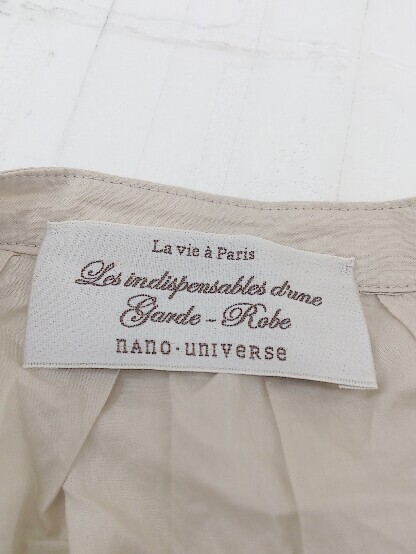 La vie à Paris
Les indispensables d'une
Garde-Robe
nano·universe